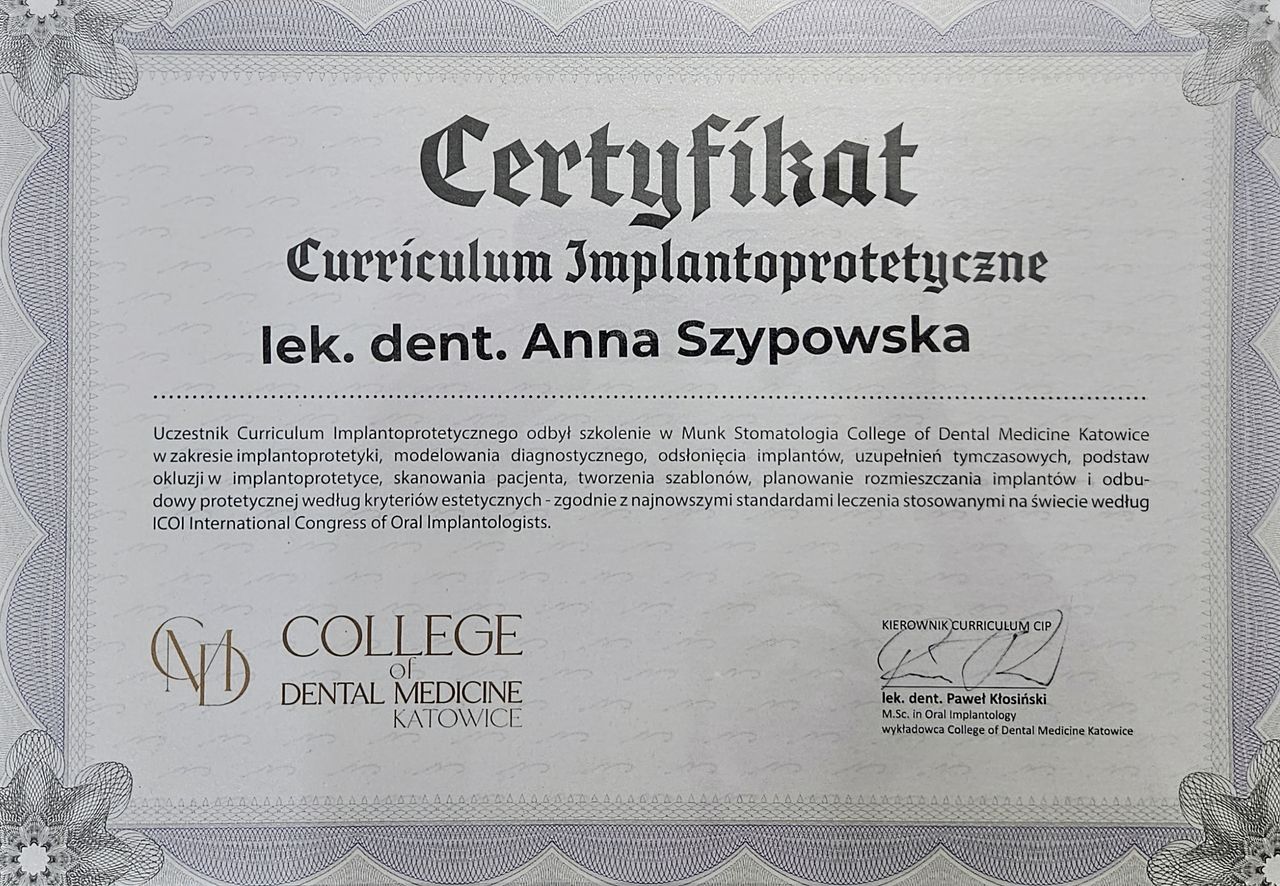 Certyfikat
Curriculum Implantoprotetyczne
lek. dent. Anna Szypowska
Uczestnik Curriculum Implantoprotetycznego odbył szkolenie w Munk Stomatologia College of Dental Medicine Katowice
w zakresie implantoprotetyki, modelowania diagnostycznego, odsłonięcia implantów, uzupełnień tymczasowych, podstaw
okluzji w implantoprotetyce, skanowania pacjenta, tworzenia szablonów, planowanie rozmieszczania implantów i odbu-
dowy protetycznej według kryteriów estetycznych - zgodnie z najnowszymi standardami leczenia stosowanymi na świecie według
ICOI International Congress of Oral Implantologists.
COLLEGE
of
DENTAL MEDICINE
KATOWICE
KIEROWNIK CURRICULUM CIP
lek. dent. Paweł Kłosiński
M.Sc. in Oral Implantology
wykładowca College of Dental Medicine Katowice